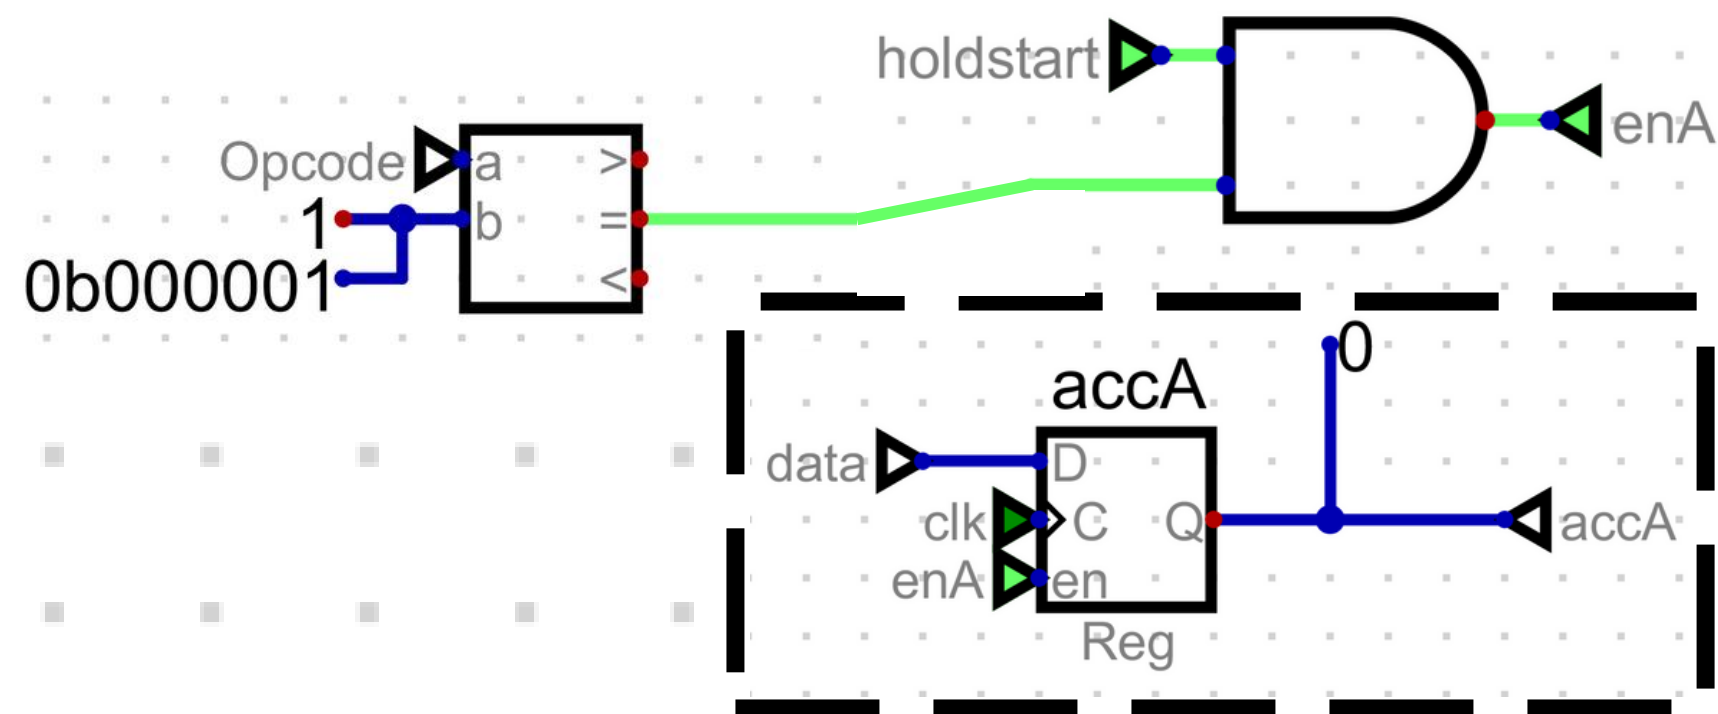 holdstart
enA
Opcode
a
>
1
b
=
0b000001
<
0
accA
data
D
clk
C
Q
accA
enA
en
Reg